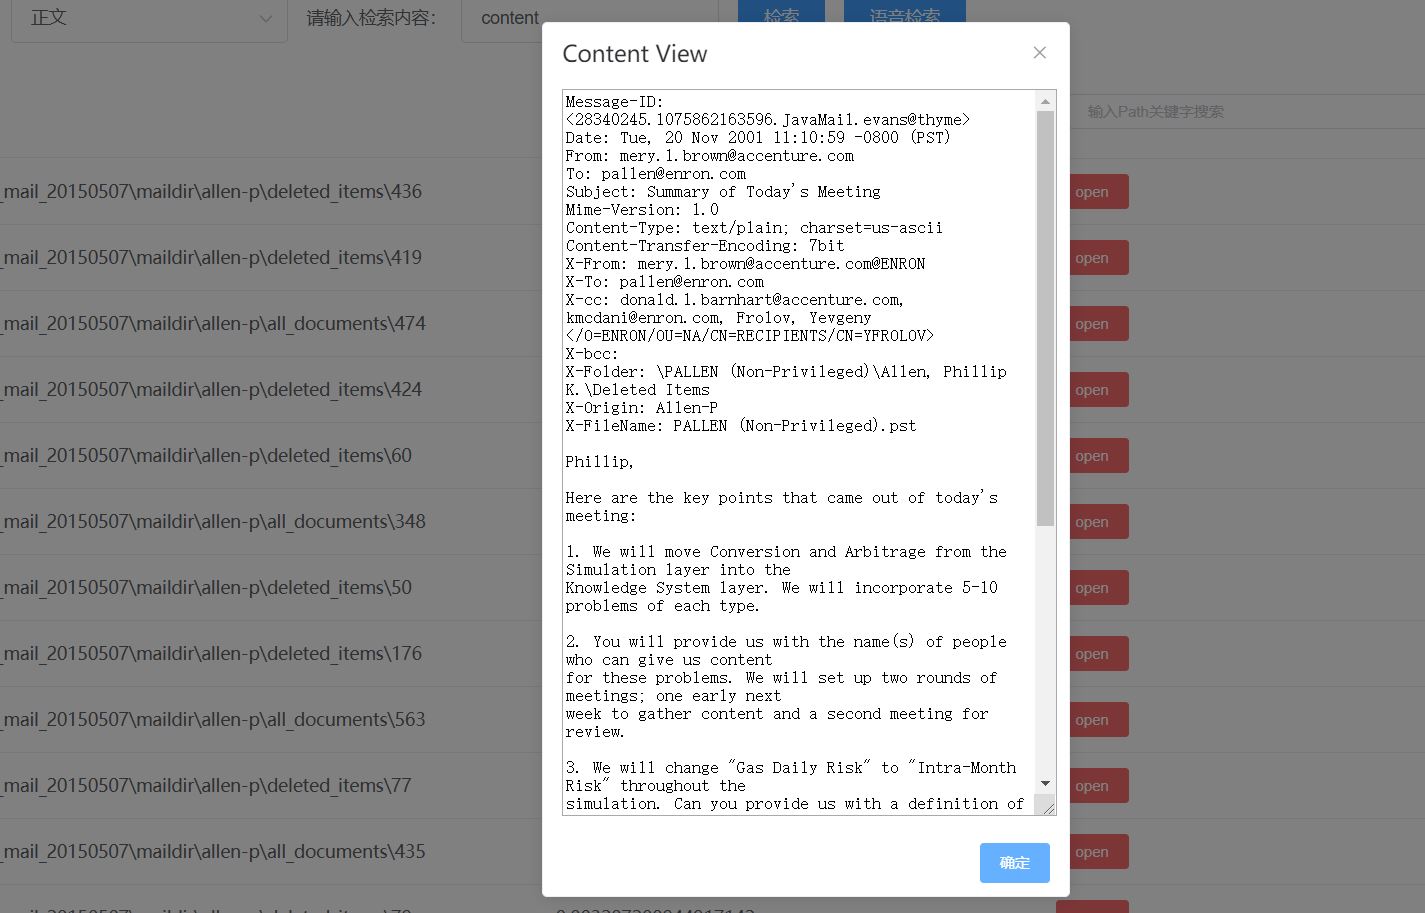 正文
请输入检索内容：
content
检索
语音检索
Content View
输入Path关键字搜索
Message-ID:
<28340245.1075862163596.JavaMail.evans@thyme>
Date: Tue, 20 Nov 2001 11:10:59 -0800 (PST)
From: mery.l.brown@accenture.com
To: pallen@enron.com
Subject: Summary of Today's Meeting
Mime-Version: 1.0
Content-Type: text/plain; charset=us-ascii
Content-Transfer-Encoding: 7bit
X-From: mery.l.brown@accenture.com@ENRON
X-To: pallen@enron.com
X-cc: donald.l.barnhart@accenture.com,
kmcdani@enron.com, Frolov, Yevgeny
</O=ENRON/OU=NA/CN=RECIPIENTS/CN=YFROLOV>
X-bcc:
X-Folder: \PALLEN (Non-Privileged)\Allen, Phillip
K.\Deleted Items
X-Origin: Allen-P
X-FileName: PALLEN (Non-Privileged).pst
Phillip,
Here are the key points that came out of today's
meeting:
1. We will move Conversion and Arbitrage from the
Simulation layer into the
Knowledge System layer. We will incorporate 5-10
problems of each type.
2. You will provide us with the name(s) of people
who can give us content
for these problems. We will set up two rounds of
meetings; one early next
week to gather content and a second meeting for
review.
3. We will change "Gas Daily Risk" to "Intra-Month
Risk" throughout the
simulation. Can you provide us with a definition of
确定
_mail_20150507\maildir\allen-p\deleted_items\436
open
_mail_20150507\maildir\allen-p\deleted_items\419
open
_mail_20150507\maildir\allen-p\all_documents\474
open
_mail_20150507\maildir\allen-p\deleted_items\424
open
_mail_20150507\maildir\allen-p\deleted_items\60
open
_mail_20150507\maildir\allen-p\all_documents\348
open
_mail_20150507\maildir\allen-p\deleted_items\50
open
_mail_20150507\maildir\allen-p\deleted_items\176
open
_mail_20150507\maildir\allen-p\all_documents\563
open
_mail_20150507\maildir\allen-p\deleted_items\77
open
_mail_20150507\maildir\allen-p\all_documents\435
open